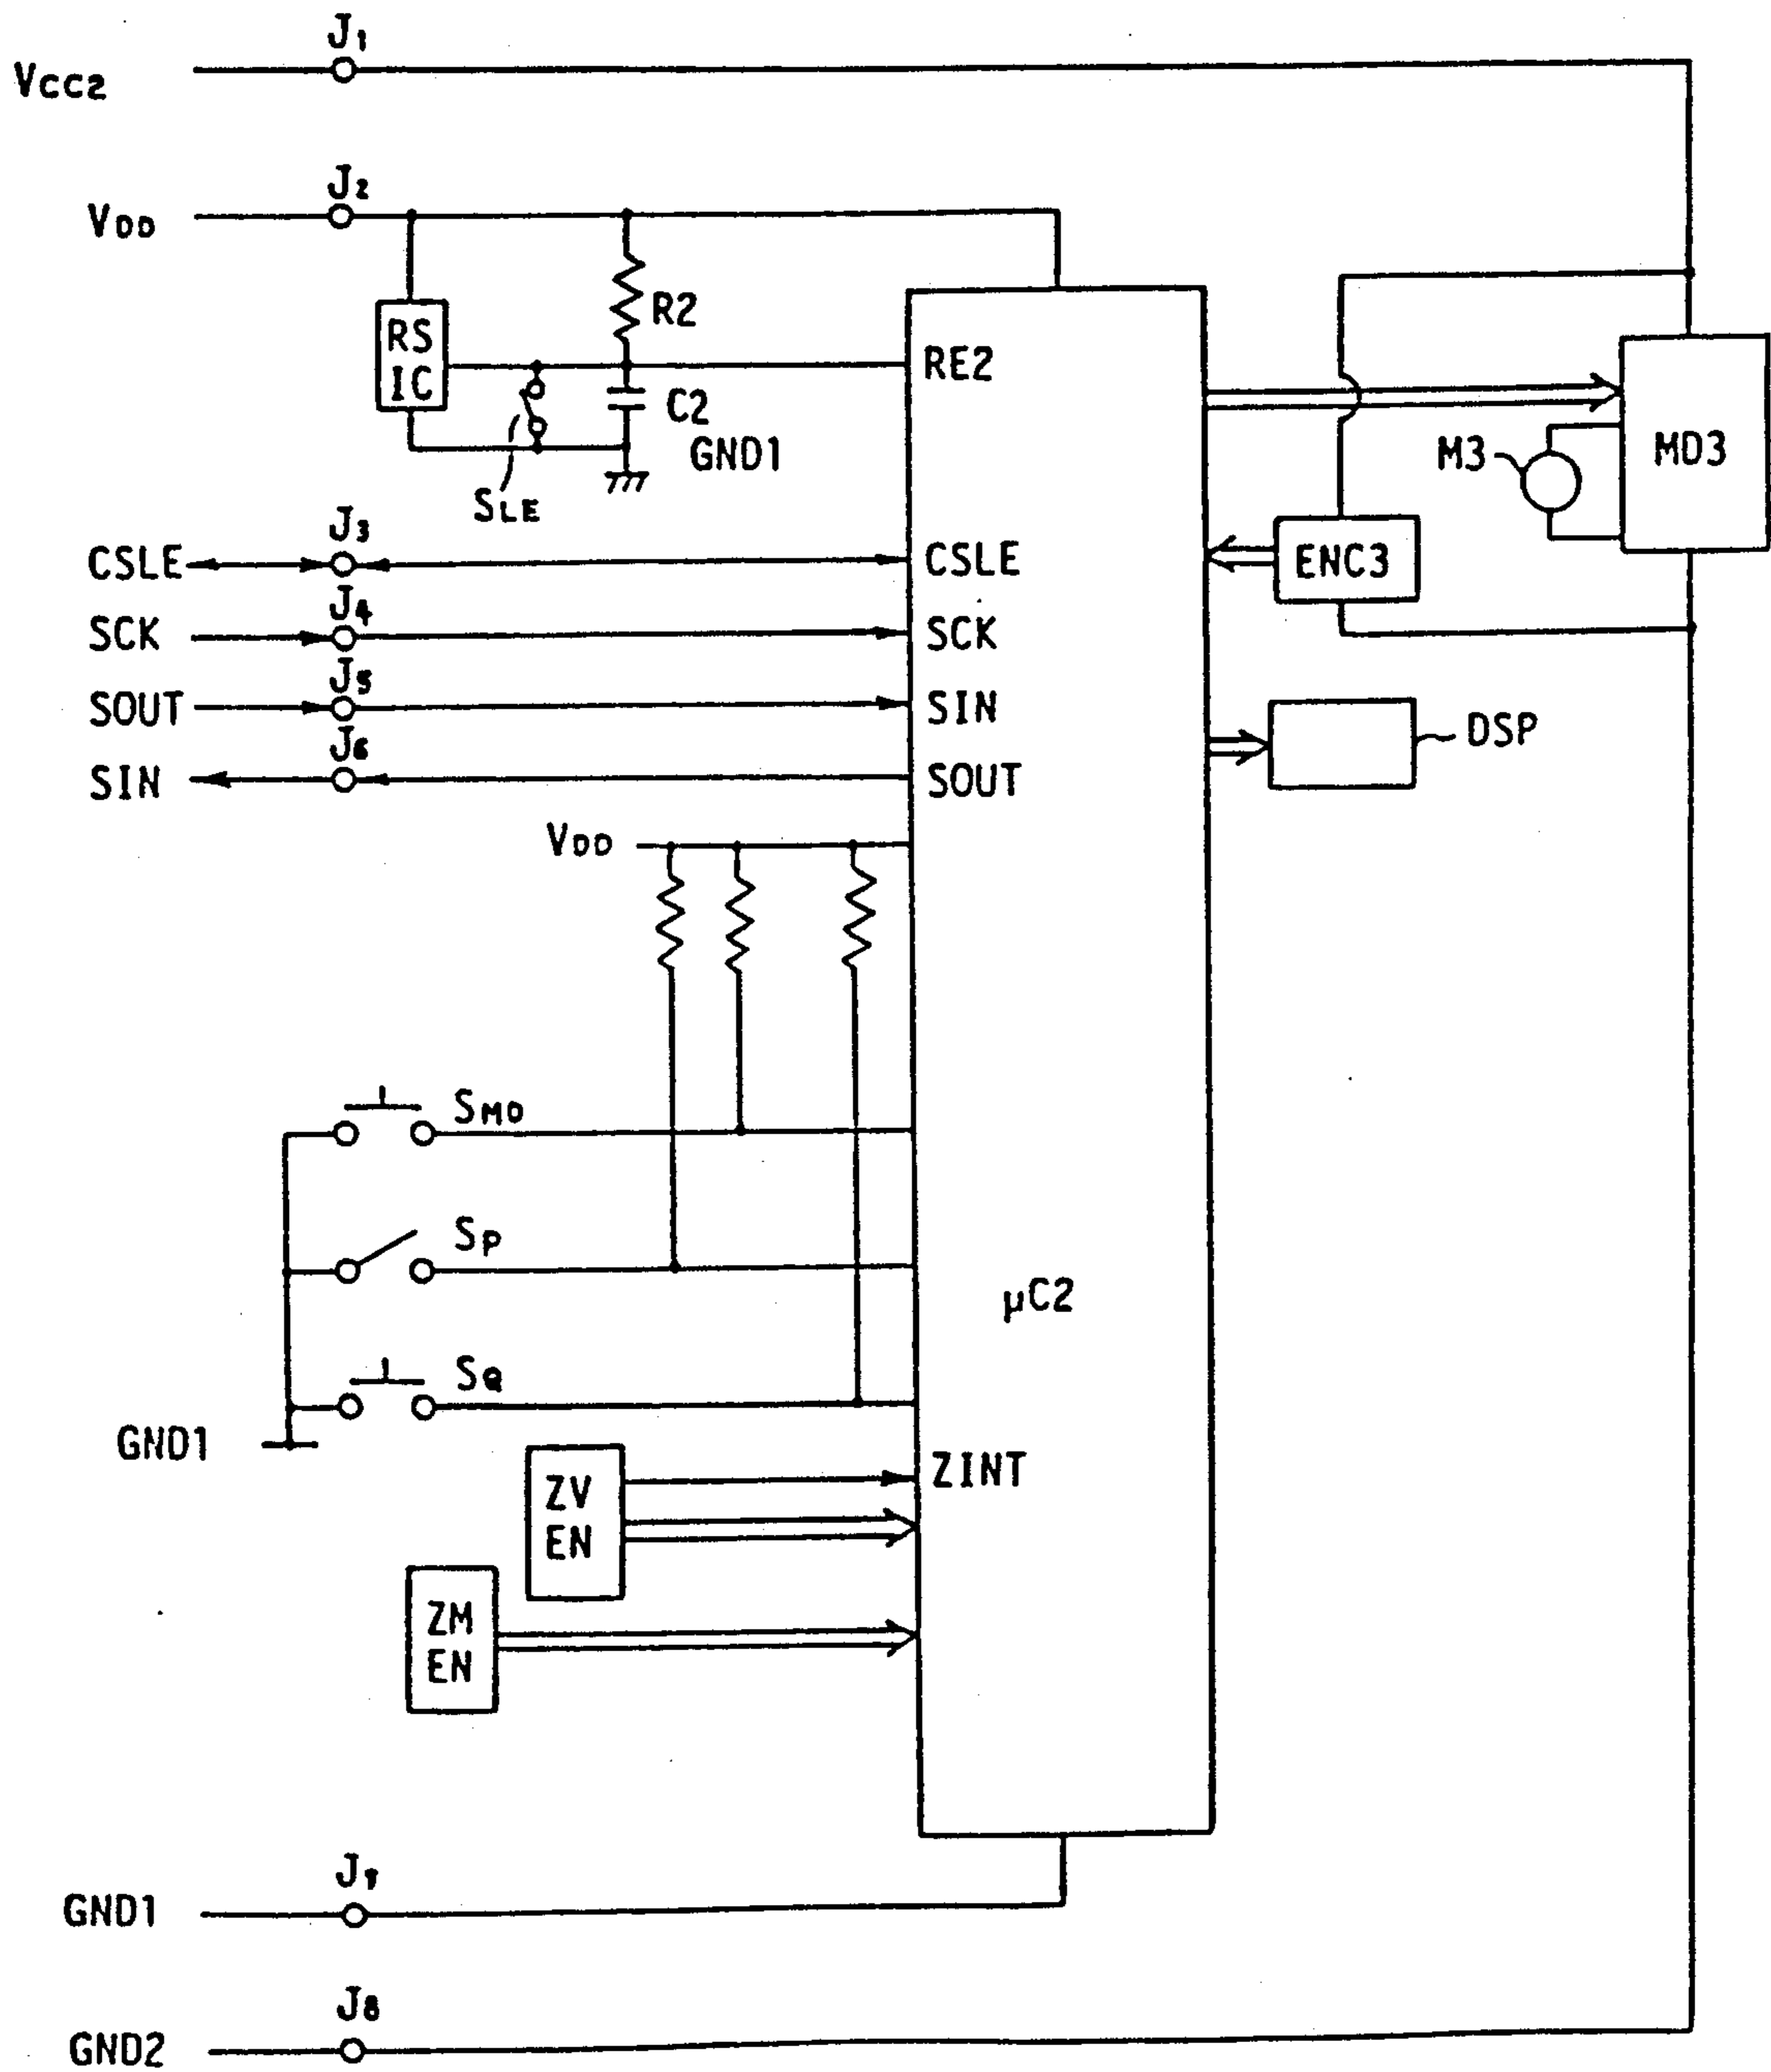 J1
VCC2
J2
VDD
RS
IC
R2
C2
GND1
SLE
RE2
M3
MD3
J3
CSLE
CSLE
ENC3
J4
SCK
SCK
J5
SOUT
SIN
DSP
J6
SIN
SOUT
VDD
SMD
SP
µC2
SQ
GND1
ZV
EN
ZINT
ZM
EN
J7
GND1
J8
GND2